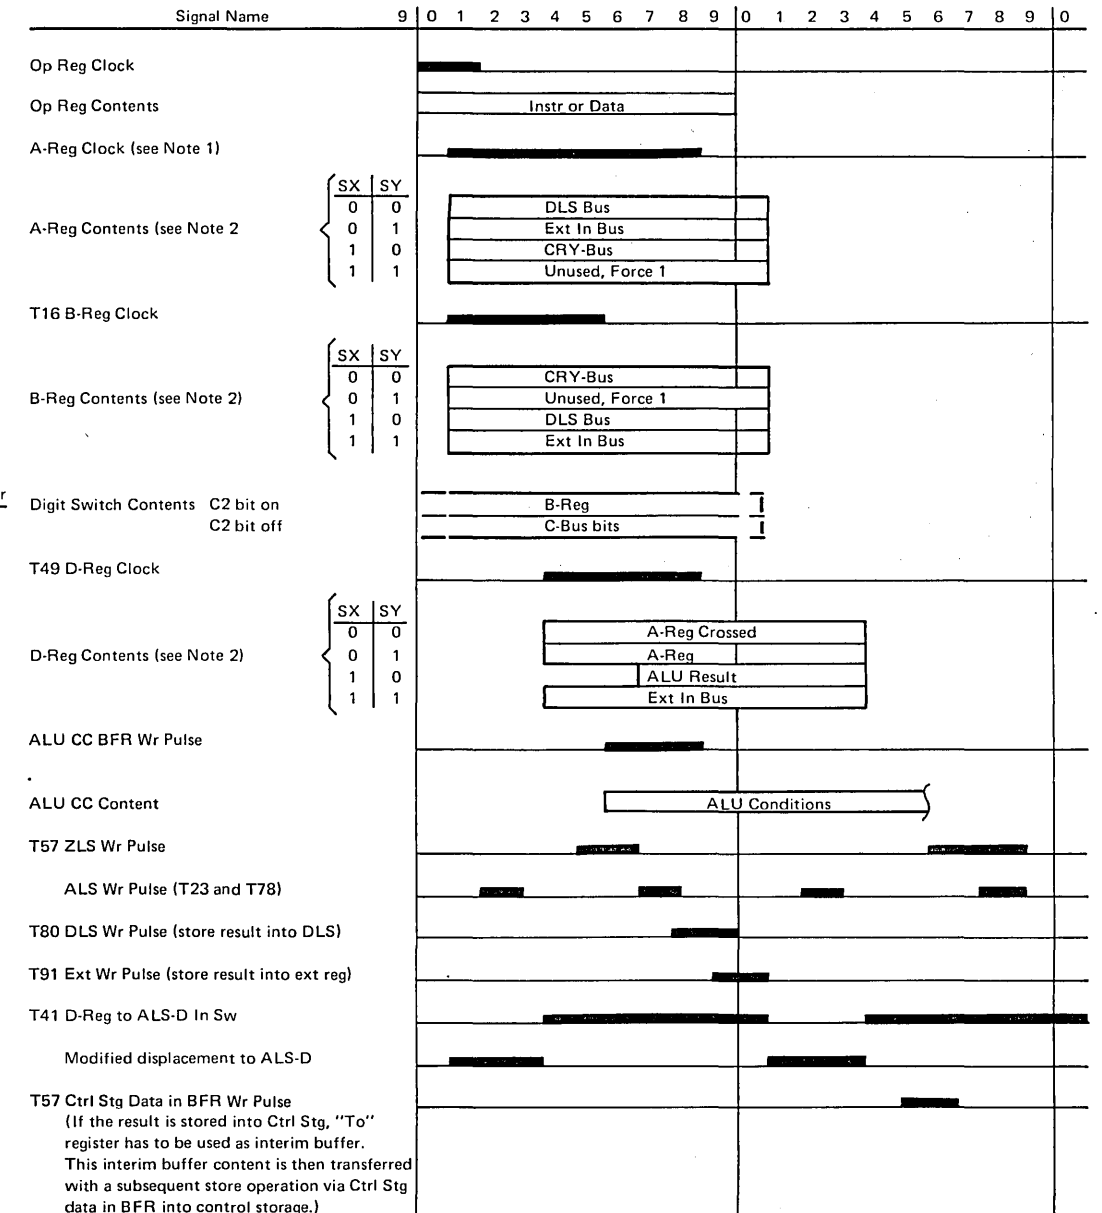 Signal Name 9 0 1 2 3 4 5 6 7 8 9 0 1 2 3 4 5 6 7 8 9 0
Op Reg Clock
Op Reg Contents Instr or Data
A-Reg Clock (see Note 1)
SX SY
0 0 DLS Bus
A-Reg Contents (see Note 2 0 1 Ext In Bus
1 0 CRY-Bus
1 1 Unused, Force 1
T16 B-Reg Clock
SX SY
0 0 CRY-Bus
B-Reg Contents (see Note 2) 0 1 Unused, Force 1
1 0 DLS Bus
1 1 Ext In Bus
r
Digit Switch Contents C2 bit on B-Reg
C2 bit off C-Bus bits
T49 D-Reg Clock
SX SY
0 0 A-Reg Crossed
D-Reg Contents (see Note 2) 0 1 A-Reg
1 0 ALU Result
1 1 Ext In Bus
ALU CC BFR Wr Pulse
ALU CC Content ALU Conditions
T57 ZLS Wr Pulse
ALS Wr Pulse (T23 and T78)
T80 DLS Wr Pulse (store result into DLS)
T91 Ext Wr Pulse (store result into ext reg)
T41 D-Reg to ALS-D In Sw
Modified displacement to ALS-D
T57 Ctrl Stg Data in BFR Wr Pulse
(If the result is stored into Ctrl Stg, "To"
register has to be used as interim buffer.
This interim buffer content is then transferred
with a subsequent store operation via Ctrl Stg
data in BFR into control storage.)